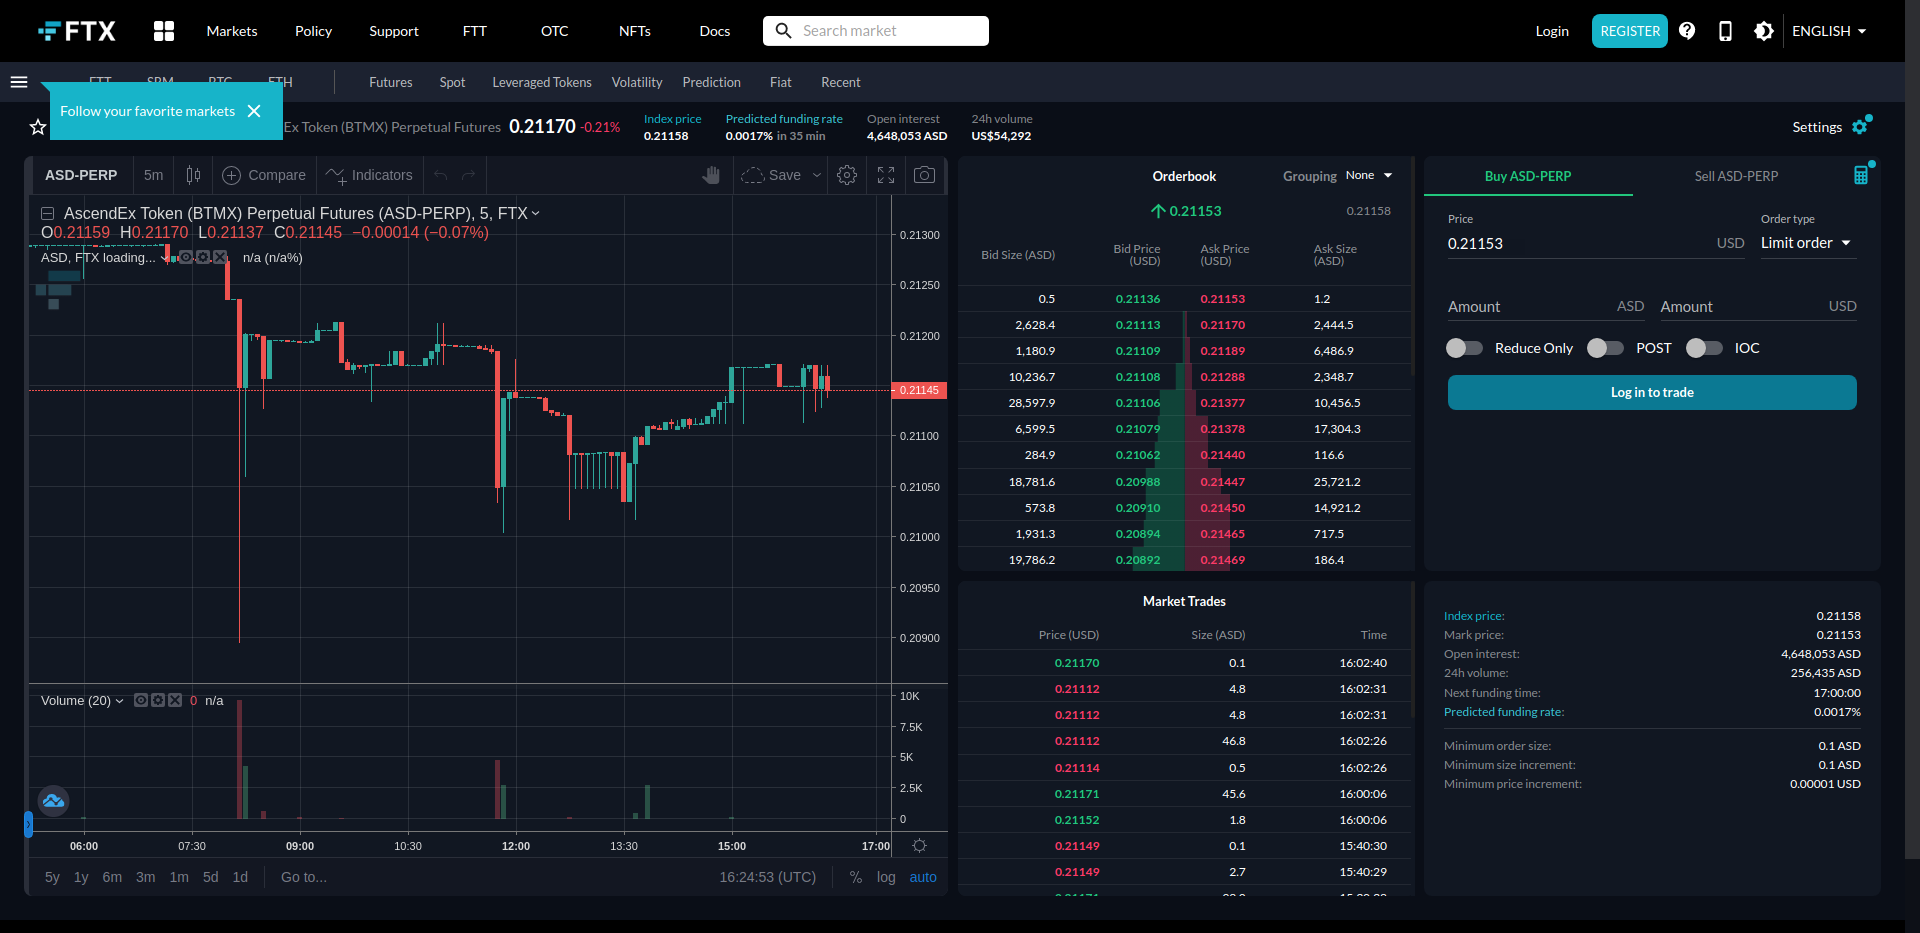 FTX
Markets Policy Support FTT OTC NFTs Docs Search market Login REGISTER ENGLISH
FTT SRM BTC ETH Futures Spot Leveraged Tokens Volatility Prediction Fiat Recent
Follow your favorite markets
Ex Token (BTMX) Perpetual Futures 0.21170 -0.21%
Index price 0.21158
Predicted funding rate 0.0017% in 35 min
Open interest 4,648,053 ASD
24h volume US$54,292
Settings
ASD-PERP 5m Compare Indicators Save
AscendEx Token (BTMX) Perpetual Futures (ASD-PERP), 5, FTX
O0.21159 H0.21170 L0.21137 C0.21145 −0.00014 (−0.07%)
ASD, FTX loading... n/a (n/a%)
0.21300
0.21250
0.21200
0.21145
0.21100
0.21050
0.21000
0.20950
0.20900
Volume (20) 0 n/a
10K
7.5K
5K
2.5K
0
06:00 07:30 09:00 10:30 12:00 13:30 15:00 17:00
5y 1y 6m 3m 1m 5d 1d Go to... 16:24:53 (UTC) % log auto
Orderbook Grouping None
0.21153 0.21158
Bid Size (ASD) Bid Price (USD) Ask Price (USD) Ask Size (ASD)
0.5 0.21136 0.21153 1.2
2,628.4 0.21113 0.21170 2,444.5
1,180.9 0.21109 0.21189 6,486.9
10,236.7 0.21108 0.21288 2,348.7
28,597.9 0.21106 0.21377 10,456.5
6,599.5 0.21079 0.21378 17,304.3
284.9 0.21062 0.21440 116.6
18,781.6 0.20988 0.21447 25,721.2
573.8 0.20910 0.21450 14,921.2
1,931.3 0.20894 0.21465 717.5
19,786.2 0.20892 0.21469 186.4
Market Trades
Price (USD) Size (ASD) Time
0.21170 0.1 16:02:40
0.21112 4.8 16:02:31
0.21112 4.8 16:02:31
0.21112 46.8 16:02:26
0.21114 0.5 16:02:26
0.21171 45.6 16:00:06
0.21152 1.8 16:00:06
0.21149 0.1 15:40:30
0.21149 2.7 15:40:29
Buy ASD-PERP Sell ASD-PERP
Price Order type
0.21153 USD Limit order
Amount ASD Amount USD
Reduce Only POST IOC
Log in to trade
Index price: 0.21158
Mark price: 0.21153
Open interest: 4,648,053 ASD
24h volume: 256,435 ASD
Next funding time: 17:00:00
Predicted funding rate: 0.0017%
Minimum order size: 0.1 ASD
Minimum size increment: 0.1 ASD
Minimum price increment: 0.00001 USD